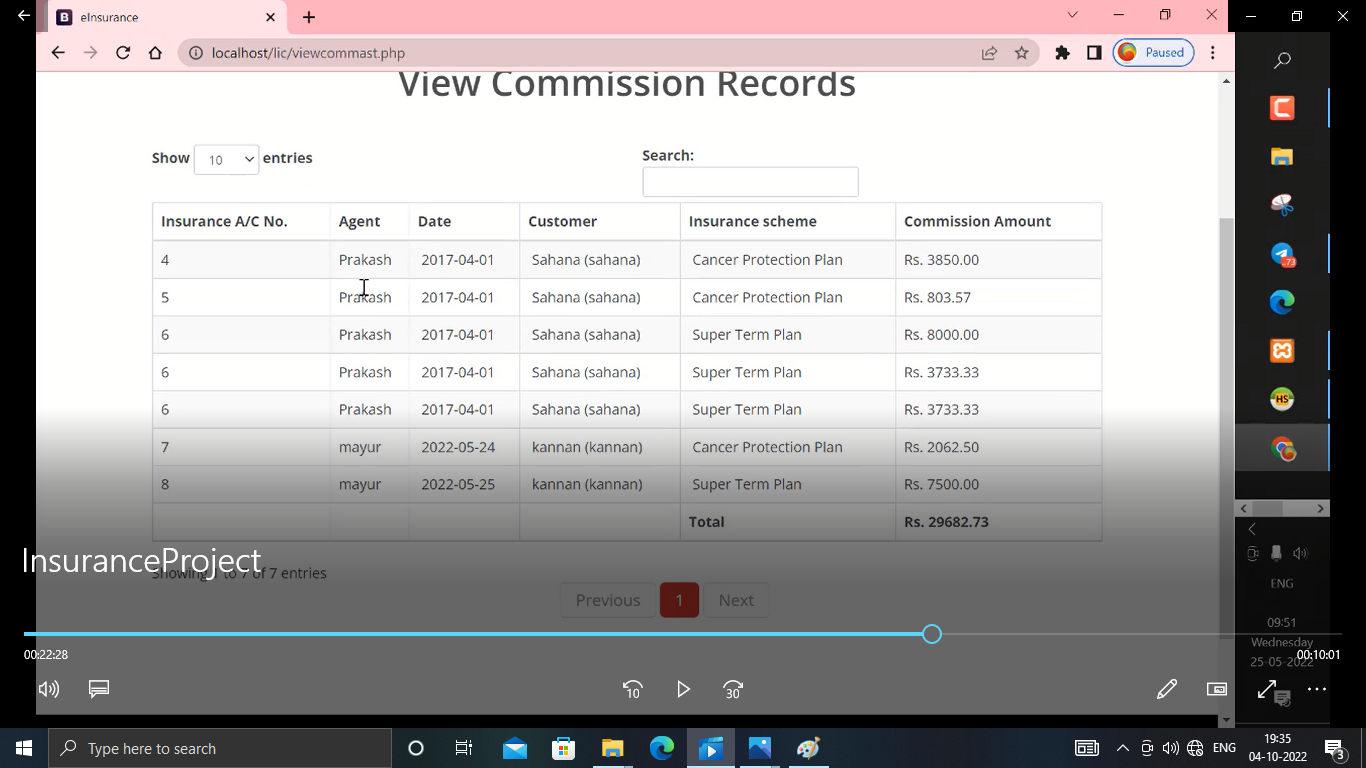 eInsurance
localhost/lic/viewcommast.php
Paused
View Commission Records
Show 10 entries
Search:
Insurance A/C No. Agent Date Customer Insurance scheme Commission Amount
4 Prakash 2017-04-01 Sahana (sahana) Cancer Protection Plan Rs. 3850.00
5 Prakash 2017-04-01 Sahana (sahana) Cancer Protection Plan Rs. 803.57
6 Prakash 2017-04-01 Sahana (sahana) Super Term Plan Rs. 8000.00
6 Prakash 2017-04-01 Sahana (sahana) Super Term Plan Rs. 3733.33
6 Prakash 2017-04-01 Sahana (sahana) Super Term Plan Rs. 3733.33
7 mayur 2022-05-24 kannan (kannan) Cancer Protection Plan Rs. 2062.50
8 mayur 2022-05-25 kannan (kannan) Super Term Plan Rs. 7500.00
Total Rs. 29682.73
InsuranceProject
Showing 1 to 7 of 7 entries
Previous 1 Next
73
HS
ENG
09:51
Wednesday
25-05-2022
00:22:28
00:10:01
10
30
Type here to search
ENG
19:35
04-10-2022
3